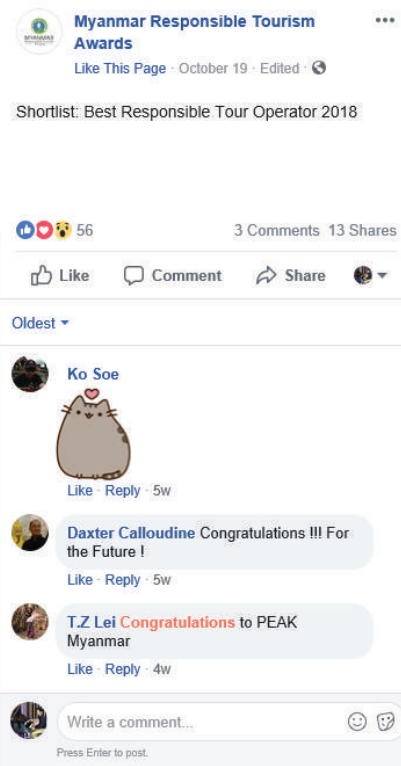 Myanmar Responsible Tourism
Awards
Like This Page · October 19 · Edited ·
Shortlist: Best Responsible Tour Operator 2018
56
3 Comments 13 Shares
Like Comment Share
Oldest
Ko Soe
Like · Reply · 5w
Daxter Calloudine Congratulations !!! For
the Future !
Like · Reply · 5w
T.Z Lei Congratulations to PEAK
Myanmar
Like · Reply · 4w
Write a comment...
Press Enter to post.